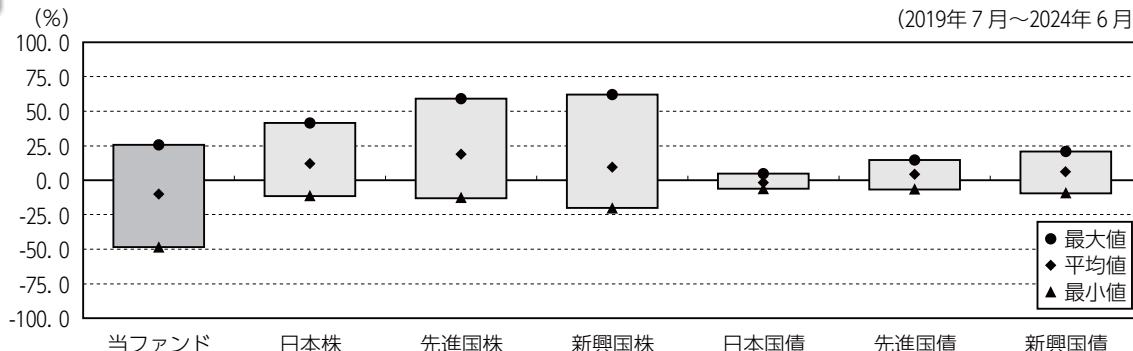 (%)
(2019年7月~2024年6月
100.0
75.0
50.0
25.0
0.0
-25.0
-50.0
-75.0
-100.0
● 最大値
◆ 平均値
▲ 最小値
当ファンド 日本株 先進国株 新興国株 日本国債 先進国債 新興国債